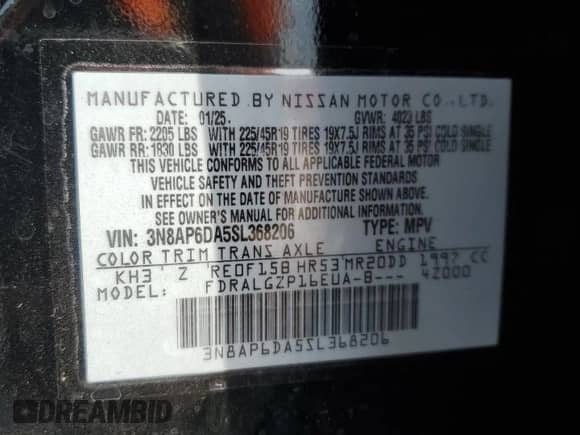 MANUFACTURED BY NISSAN MOTOR CO., LTD.
DATE: 01/25. GVWR: 4023 LBS
GAWR FR: 2205 LBS WITH 225/45R19 TIRES 19X7.5J RIMS AT 35 PSI COLD SINGLE
GAWR RR: 1830 LBS WITH 225/45R19 TIRES 19X7.5J RIMS AT 35 PSI COLD SINGLE
THIS VEHICLE CONFORMS TO ALL APPLICABLE FEDERAL MOTOR
VEHICLE SAFETY AND THEFT PREVENTION STANDARDS
IN EFFECT ON THE DATE OF MANUFACTURE SHOWN ABOVE.
SEE OWNER'S MANUAL FOR ADDITIONAL INFORMATION
VIN: 3N8AP6DA5SL368206 TYPE: MPV
COLOR TRIM TRANS AXLE ENGINE
KH3 Z RE0F15B HR53 MR20DD 1997 CC
MODEL: FDRALGZP16EUA-B--- 42000
3N8AP6DA5SL368206
DREAMBID